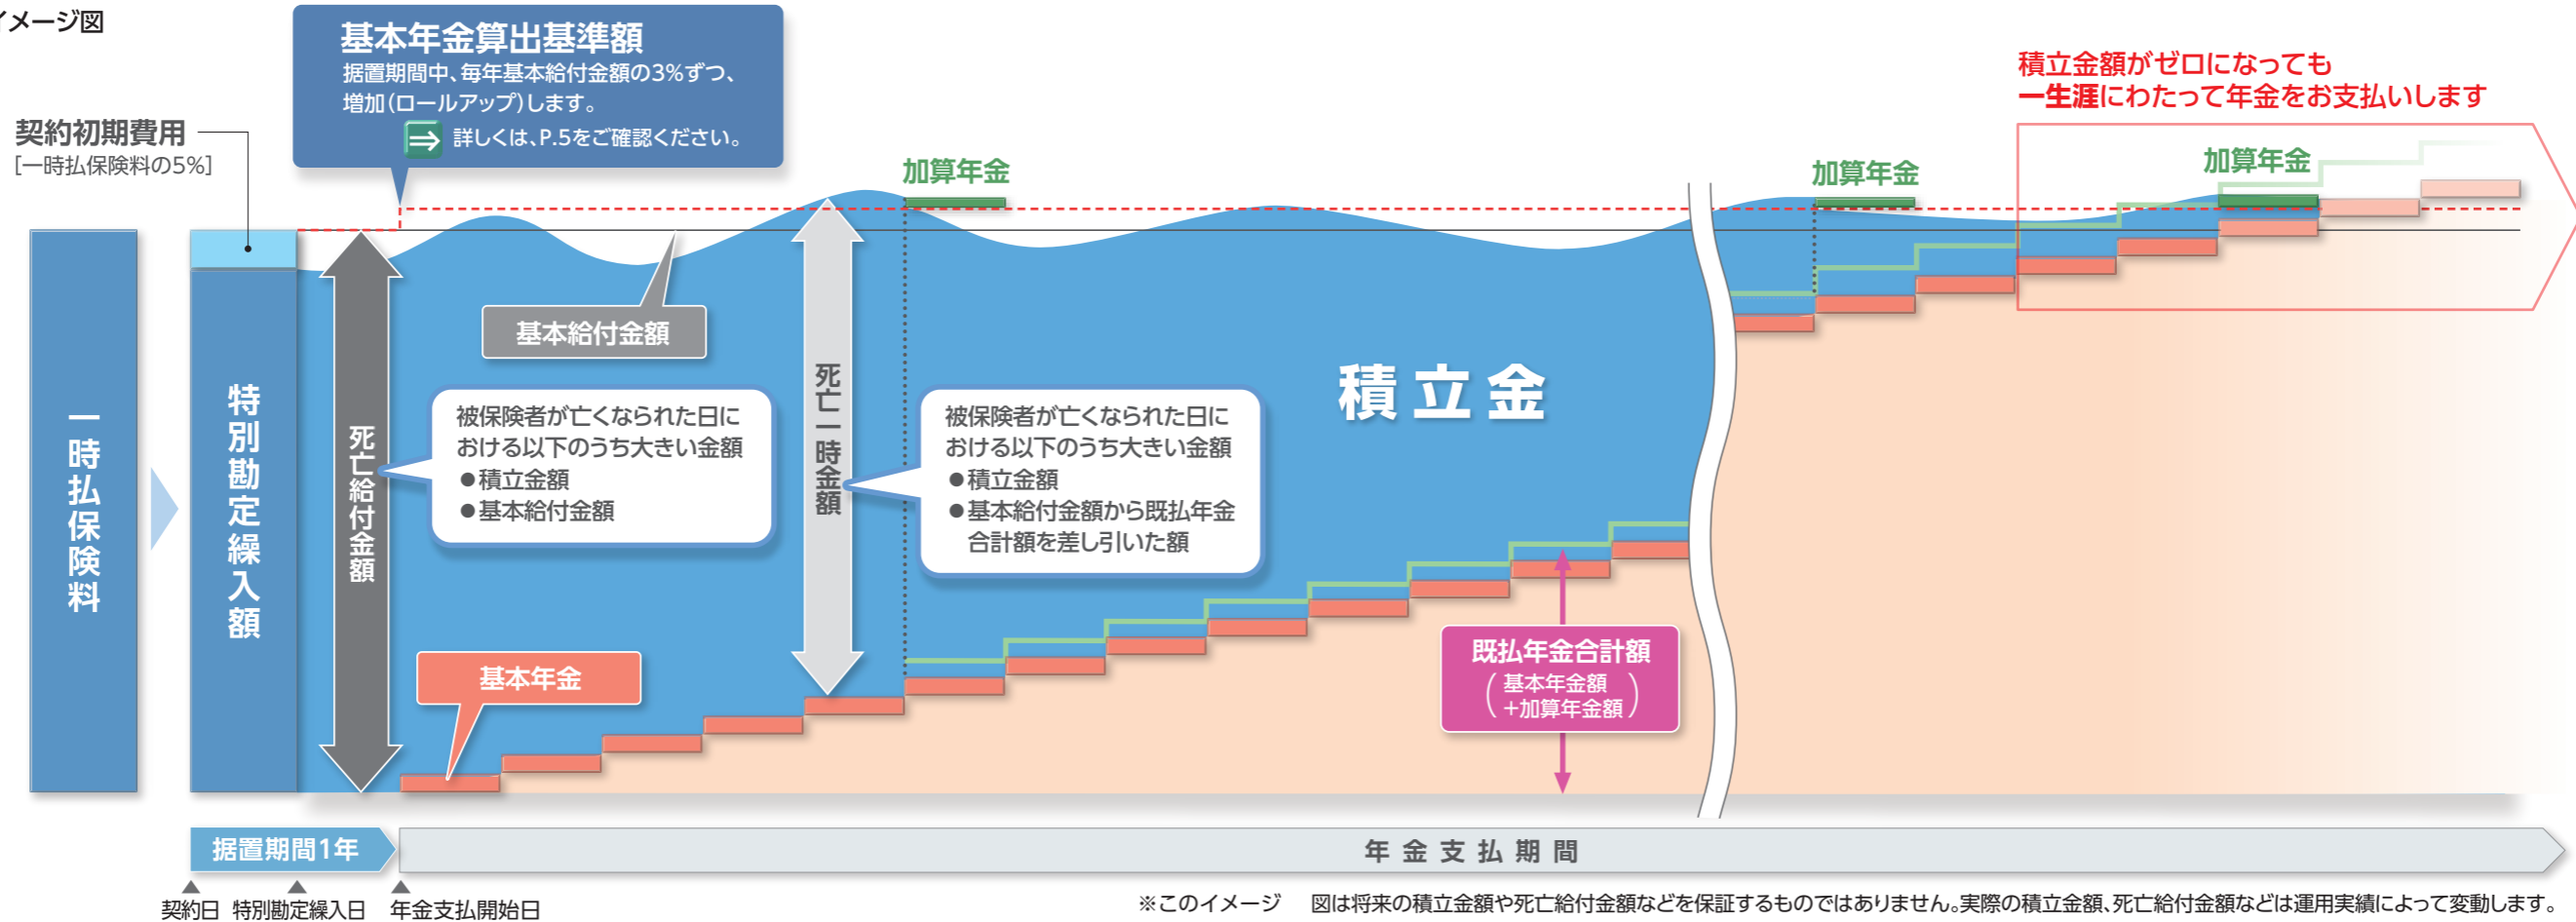 イメージ図
基本年金算出基準額
据置期間中、毎年基本給付金額の3%ずつ、
増加(ロールアップ)します。
⇒ 詳しくは、P.5をご確認ください。
契約初期費用
[一時払保険料の5%]
積立金額がゼロになっても
一生涯にわたって年金をお支払いします
加算年金
加算年金
加算年金
基本給付金額
一時払保険料
特別勘定繰入額
死亡給付金額
被保険者が亡くなられた日に
おける以下のうち大きい金額
●積立金額
●基本給付金額
死亡一時金額
被保険者が亡くなられた日に
おける以下のうち大きい金額
●積立金額
●基本給付金額から既払年金
合計額を差し引いた額
積立金
基本年金
既払年金合計額
(基本年金額
+加算年金額)
据置期間1年
年金支払期間
契約日 特別勘定繰入日 年金支払開始日
※このイメージ 図は将来の積立金額や死亡給付金額などを保証するものではありません。実際の積立金額、死亡給付金額などは運用実績によって変動します。